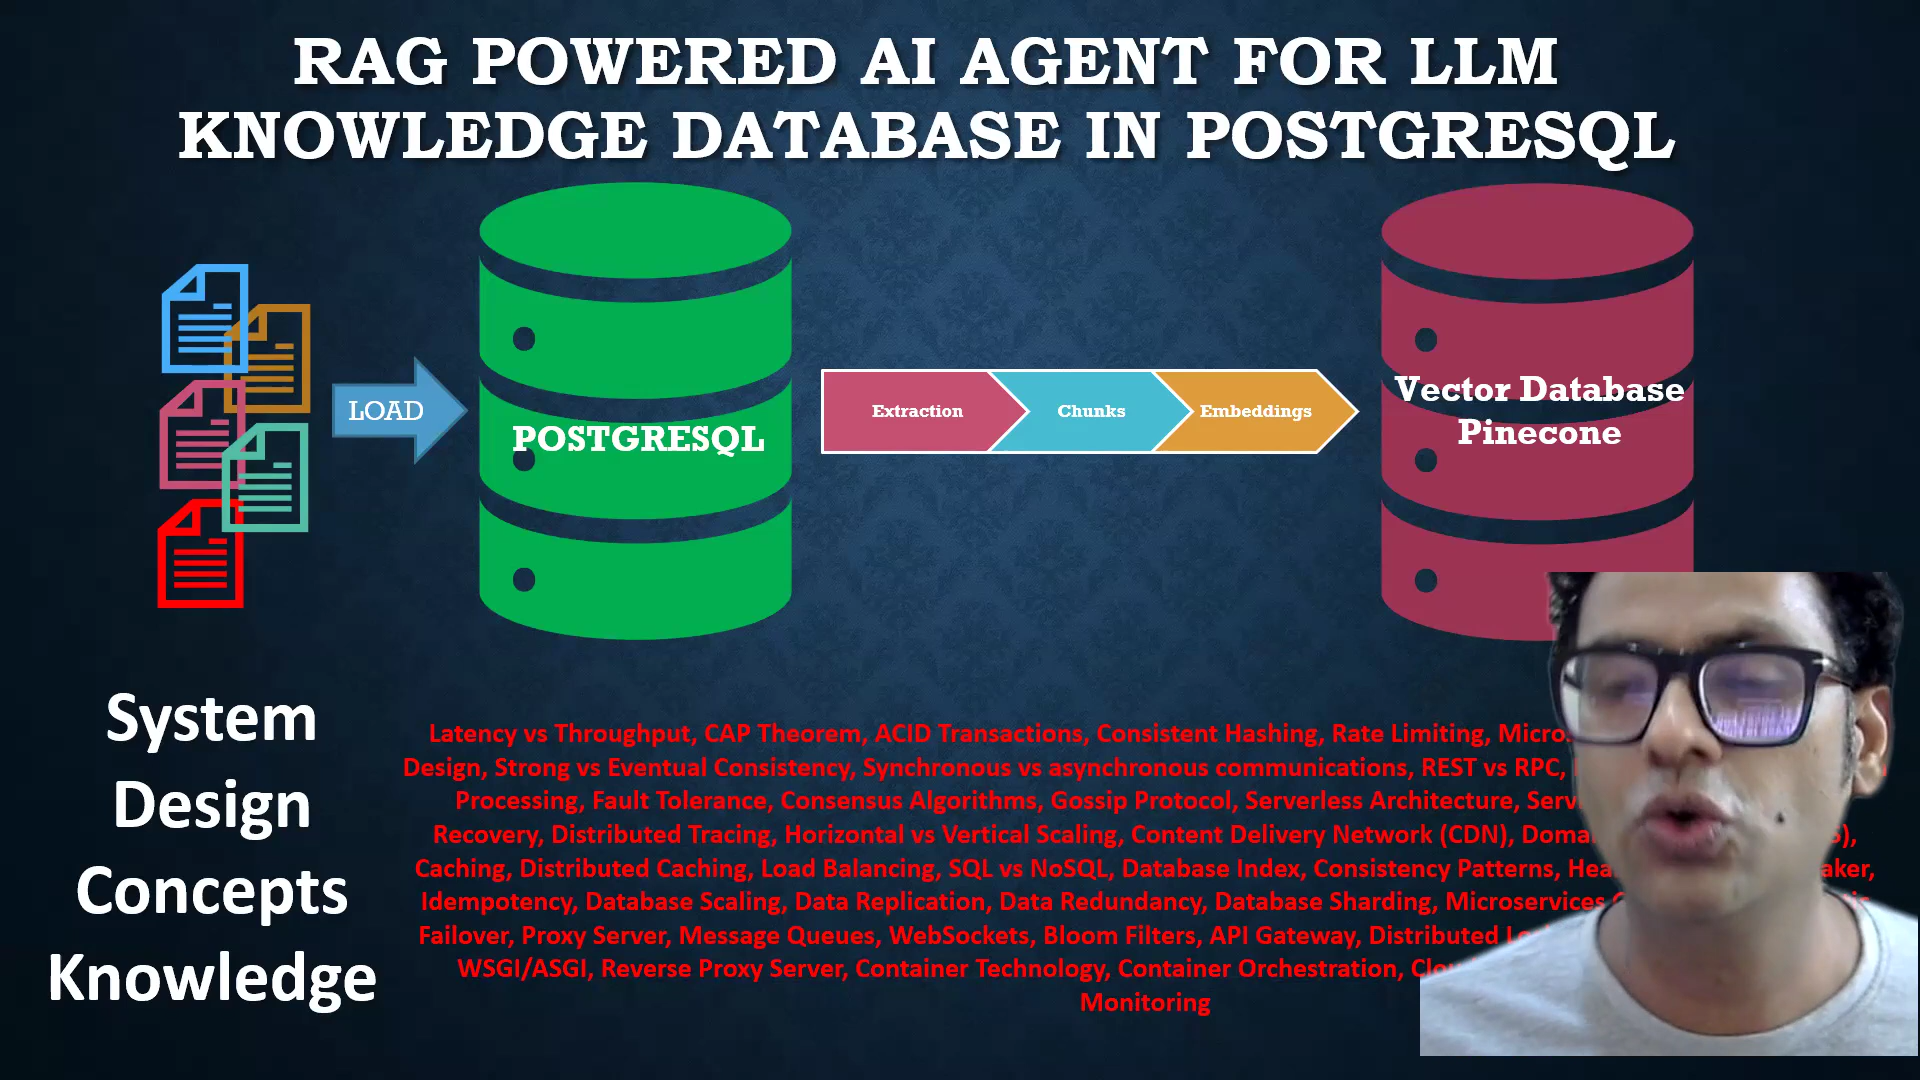 RAG POWERED AI AGENT FOR LLM
KNOWLEDGE DATABASE IN POSTGRESQL
LOAD
POSTGRESQL
Extraction
Chunks
Embeddings
Vector Database
Pinecone
System
Design
Concepts
Knowledge
Latency vs Throughput, CAP Theorem, ACID Transactions, Consistent Hashing, Rate Limiting,
Design, Strong vs Eventual Consistency, Synchronous vs asynchronous communications, REST vs RPC,
Processing, Fault Tolerance, Consensus Algorithms, Gossip Protocol, Serverless Architecture,
Recovery, Distributed Tracing, Horizontal vs Vertical Scaling, Content Delivery Network (CDN),
Caching, Distributed Caching, Load Balancing, SQL vs NoSQL, Database Index, Consistency Patterns,
Idempotency, Database Scaling, Data Replication, Data Redundancy, Database Sharding, Microservices
Failover, Proxy Server, Message Queues, WebSockets, Bloom Filters, API Gateway, Distributed
WSGI/ASGI, Reverse Proxy Server, Container Technology, Container Orchestration,
Monitoring